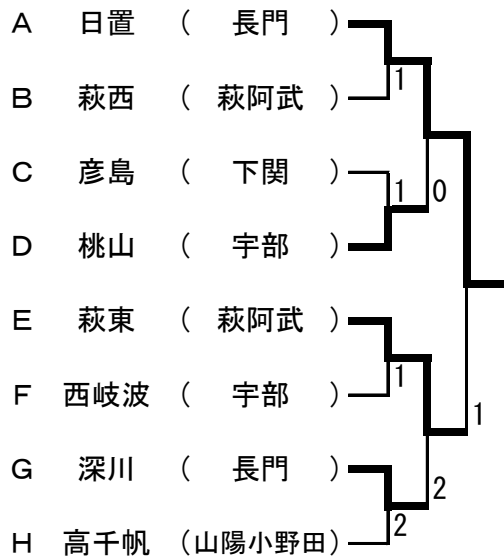 A 日置 （ 長門 ）
1
B 萩西 （ 萩阿武 ）
C 彦島 （ 下関 ）
1 0
D 桃山 （ 宇部 ）
E 萩東 （ 萩阿武 ）
1
F 西岐波 （ 宇部 ）
1
G 深川 （ 長門 ）
2
2
H 高千帆 （山陽小野田）